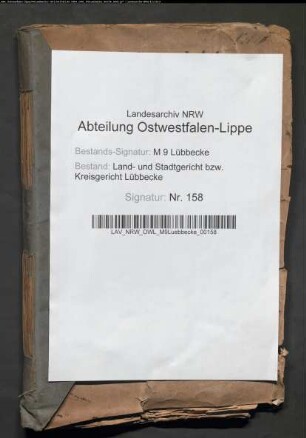 Landesarchiv NRW
Abteilung Ostwestfalen-Lippe
Bestands-Signatur: M 9 Lübbecke
Bestand: Land- und Stadtgericht bzw.
Kreisgericht Lübbecke
Signatur: Nr. 158
LAV_NRW_OWL_M9Luebbecke_00158